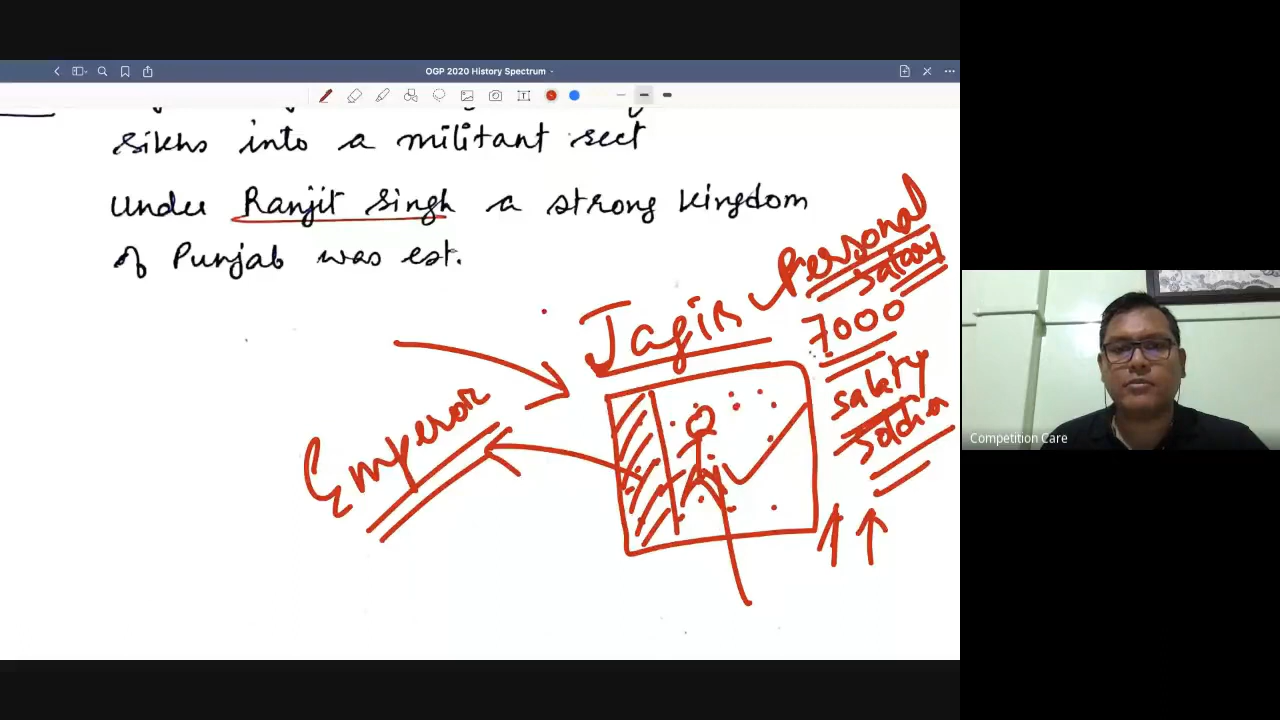 OGP 2020 History Spectrum
sikhs into a militant sect
Under Ranjit Singh a strong kingdom
of Punjab was est.
Personal
salary
Jagir
7000
salary
soldier
Emperor
Competition Care